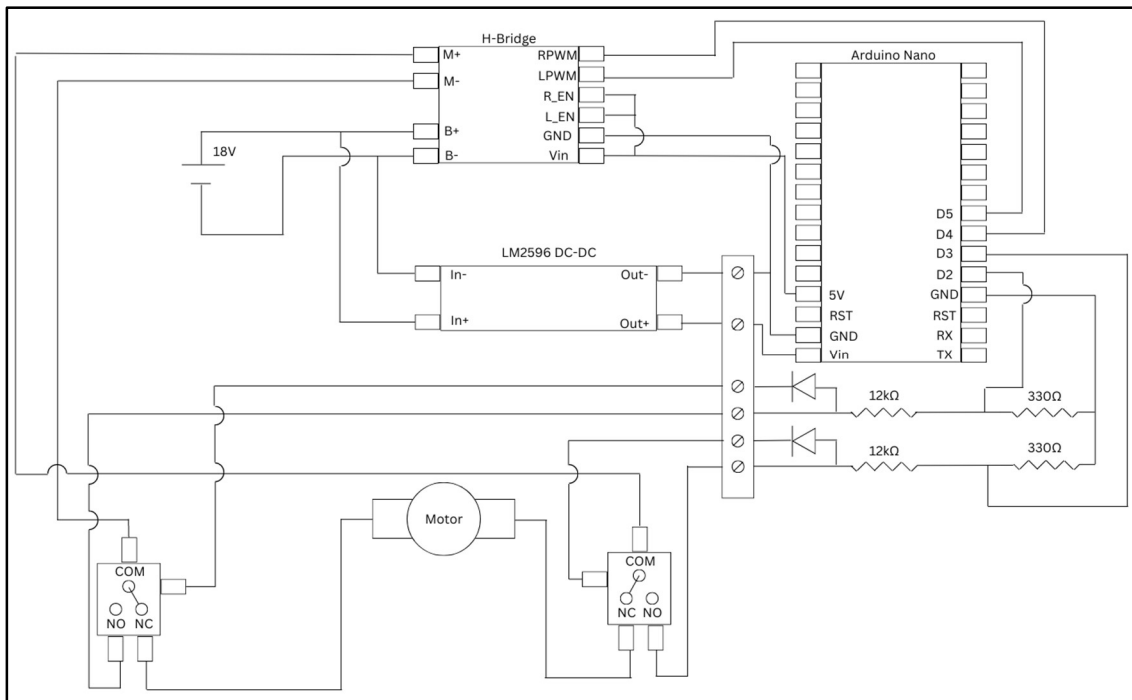 H-Bridge
M+
RPWM
M-
LPWM
R_EN
L_EN
B+
GND
B-
Vin
18V
Arduino Nano
D5
D4
D3
D2
5V
GND
RST
RST
GND
RX
Vin
TX
LM2596 DC-DC
In-
Out-
In+
Out+
12kΩ
330Ω
12kΩ
330Ω
Motor
COM
NO
NC
COM
NC
NO